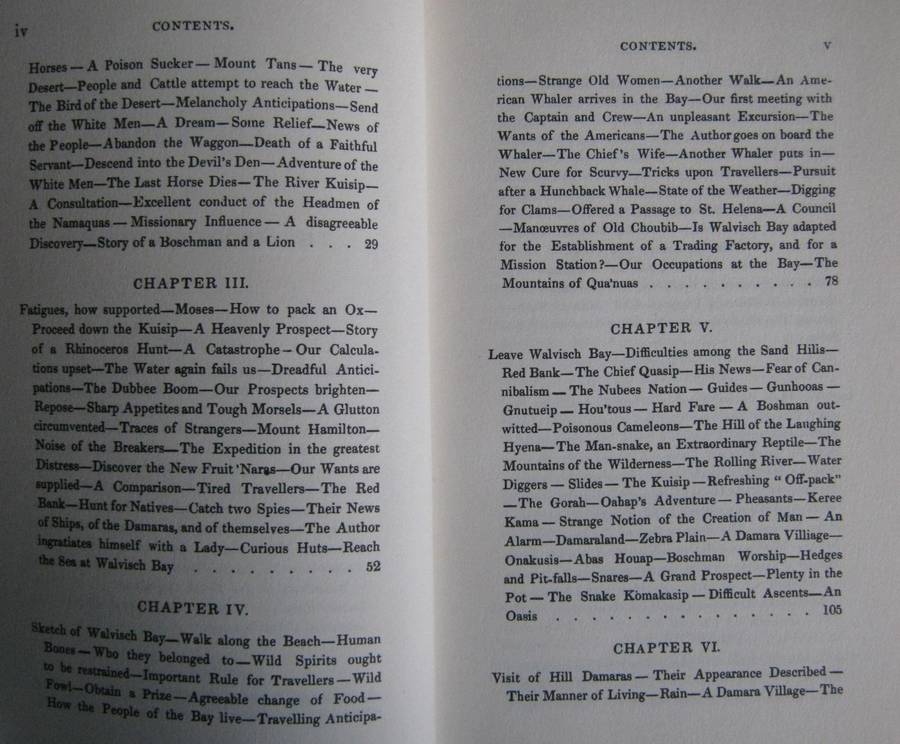 iv
CONTENTS.
Horses — A Poison Sucker — Mount Tans — The very
Desert—People and Cattle attempt to reach the Water —
The Bird of the Desert—Melancholy Anticipations—Send
off the White Men—A Dream—Some Relief—News of
the People—Abandon the Waggon—Death of a Faithful
Servant—Descend into the Devil's Den—Adventure of the
White Men—The Last Horse Dies—The River Kuisip—
A Consultation—Excellent conduct of the Headmen of
the Namaquas — Missionary Influence — A disagreeable
Discovery—Story of a Boschman and a Lion . . . 29
CHAPTER III.
Fatigues, how supported—Moses—How to pack an Ox—
Proceed down the Kuisip—A Heavenly Prospect—Story
of a Rhinoceros Hunt—A Catastrophe — Our Calcula-
tions upset—The Water again fails us—Dreadful Antici-
pations—The Dubbee Boom—Our Prospects brighten—
Repose—Sharp Appetites and Tough Morsels—A Glutton
circumvented—Traces of Strangers—Mount Hamilton—
Noise of the Breakers—The Expedition in the greatest
Distress—Discover the New Fruit 'Naras—Our Wants are
supplied—A Comparison—Tired Travellers—The Red
Bank—Hunt for Natives—Catch two Spies—Their News
of Ships, of the Damaras, and of themselves—The Author
ingratiates himself with a Lady—Curious Huts—Reach
the Sea at Walvisch Bay . . . . . . . . . 52
CHAPTER IV.
Sketch of Walvisch Bay—Walk along the Beach—Human
Bones — Who they belonged to — Wild Spirits ought
to be restrained—Important Rule for Travellers — Wild
Fowl—Obtain a Prize—Agreeable change of Food—
How the People of the Bay live—Travelling Anticipa-
CONTENTS.
v
tions—Strange Old Women—Another Walk—An Ame-
rican Whaler arrives in the Bay—Our first meeting with
the Captain and Crew—An unpleasant Excursion—The
Wants of the Americans—The Author goes on board the
Whaler—The Chief's Wife—Another Whaler puts in—
New Cure for Scurvy—Tricks upon Travellers—Pursuit
after a Hunchback Whale—State of the Weather—Digging
for Clams—Offered a Passage to St. Helena—A Council
—Manœuvres of Old Choubib—Is Walvisch Bay adapted
for the Establishment of a Trading Factory, and for a
Mission Station?—Our Occupations at the Bay—The
Mountains of Qua'nuas . . . . . . . . . . 78
CHAPTER V.
Leave Walvisch Bay—Difficulties among the Sand Hills—
Red Bank—The Chief Quasip—His News—Fear of Can-
nibalism — The Nubees Nation — Guides — Gunhooas —
Gnutueip — Hou'tous — Hard Fare — A Boshman out-
witted—Poisonous Cameleons—The Hill of the Laughing
Hyena—The Man-snake, an Extraordinary Reptile—The
Mountains of the Wilderness—The Rolling River—Water
Diggers — Slides — The Kuisip — Refreshing “ Off-pack”
—The Gorah—Oahap's Adventure — Pheasants — Keree
Kama — Strange Notion of the Creation of Man — An
Alarm—Damaraland—Zebra Plain—A Damara Villiage—
Onakusis—Abas Houap—Boschman Worship—Hedges
and Pit-falls—Snares—A Grand Prospect—Plenty in the
Pot — The Snake Kòmakasip — Difficult Ascents—An
Oasis . . . . . . . . . . . . . . . 105
CHAPTER VI.
Visit of Hill Damaras — Their Appearance Described —
Their Manner of Living—Rain—A Damara Village—The